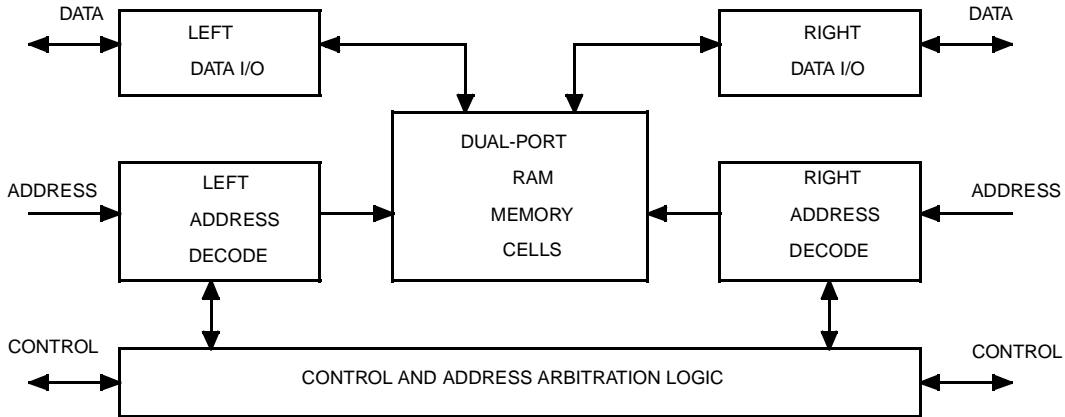 DATA
LEFT
DATA I/O
RIGHT
DATA I/O
DATA
ADDRESS
LEFT
ADDRESS
DECODE
DUAL-PORT
RAM
MEMORY
CELLS
RIGHT
ADDRESS
DECODE
ADDRESS
CONTROL
CONTROL AND ADDRESS ARBITRATION LOGIC
CONTROL